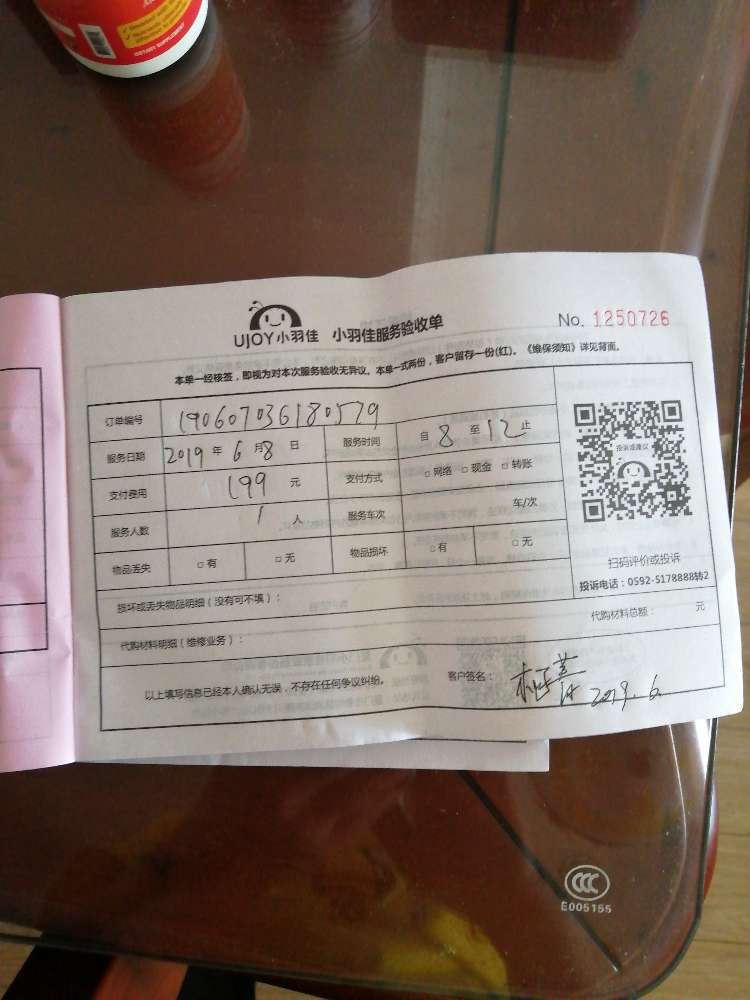 DIETARY SUPPLEMENT
UJOY小羽佳 小羽佳服务验收单 No. 1250726
本单一经核签，即视为对本次服务验收无异议。本单一式两份，客户留存一份(红)。《维保须知》详见背面。
订单编号 190607036180579
服务日期 2019 年 6 月 8 日 服务时间 自 8 至 12 止
支付费用 199 元 支付方式 □ 网络 □ 现金 □ 转账
服务人数 1 人 服务车次 车/次
物品丢失 □ 有 □ 无 物品损坏 □ 有 □ 无
投诉或建议
扫码评价或投诉
投诉电话：0592-5178888转2
损坏或丢失物品明细（没有可不填）：
代购材料明细（维修业务）： 代购材料总额： 元
以上填写信息已经本人确认无误，不存在任何争议纠纷。 客户签名： 2019.6.
CCC
E005155